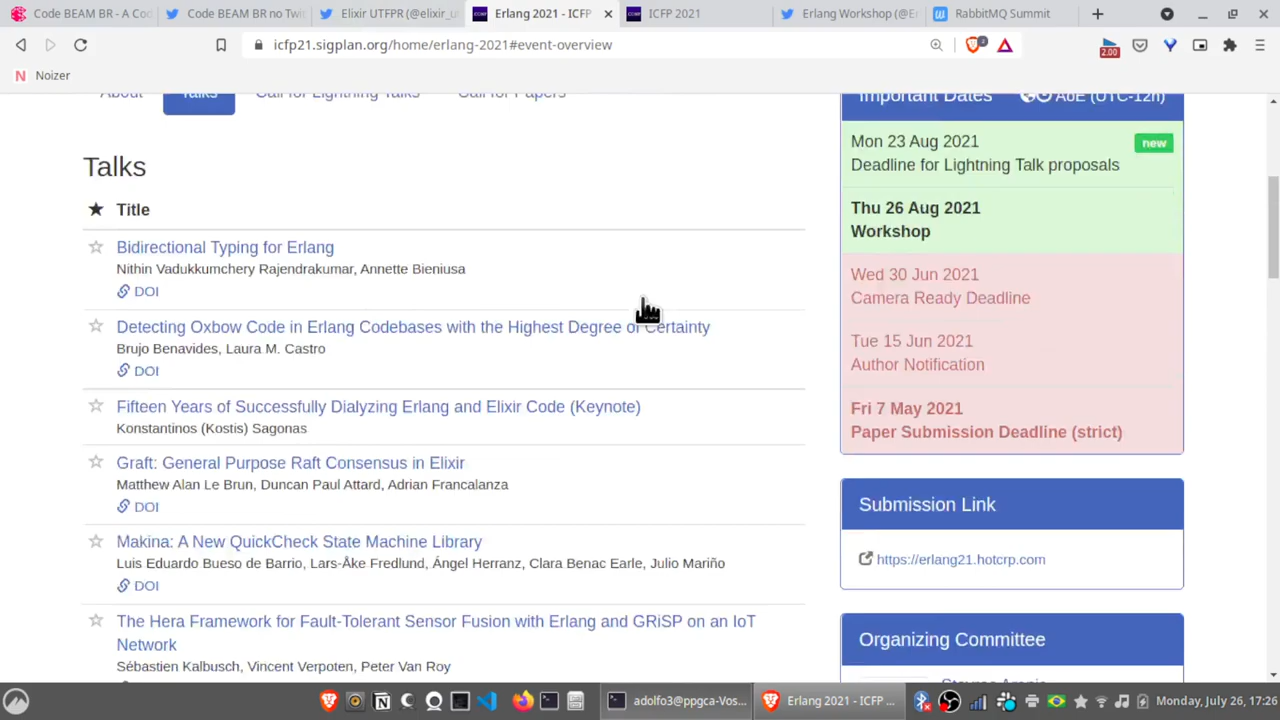 Code BEAM BR - A Co
Code BEAM BR no Twi
Elixir UTFPR (@elixir_u
Erlang 2021 - ICFP
ICFP 2021
Erlang Workshop (@Er
RabbitMQ Summit
icfp21.sigplan.org/home/erlang-2021#event-overview
2.00
N Noizer
About
Talks
Call for Lightning Talks
Call for Papers
Important Dates
AoE (UTC-12h)
Talks
Title
Bidirectional Typing for Erlang
Nithin Vadukkumchery Rajendrakumar, Annette Bieniusa
DOI
Detecting Oxbow Code in Erlang Codebases with the Highest Degree of Certainty
Brujo Benavides, Laura M. Castro
DOI
Fifteen Years of Successfully Dialyzing Erlang and Elixir Code (Keynote)
Konstantinos (Kostis) Sagonas
Graft: General Purpose Raft Consensus in Elixir
Matthew Alan Le Brun, Duncan Paul Attard, Adrian Francalanza
DOI
Makina: A New QuickCheck State Machine Library
Luis Eduardo Bueso de Barrio, Lars-Åke Fredlund, Ángel Herranz, Clara Benac Earle, Julio Mariño
DOI
The Hera Framework for Fault-Tolerant Sensor Fusion with Erlang and GRiSP on an IoT
Network
Sébastien Kalbusch, Vincent Verpoten, Peter Van Roy
Mon 23 Aug 2021
new
Deadline for Lightning Talk proposals
Thu 26 Aug 2021
Workshop
Wed 30 Jun 2021
Camera Ready Deadline
Tue 15 Jun 2021
Author Notification
Fri 7 May 2021
Paper Submission Deadline (strict)
Submission Link
https://erlang21.hotcrp.com
Organizing Committee
adolfo3@ppgca-Vos...
Erlang 2021 - ICFP ...
Monday, July 26, 17:26